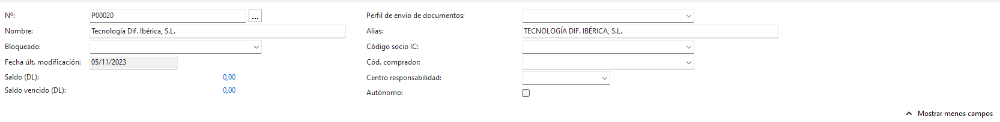 Nº: P00020 ...
Nombre: Tecnología Dif. Ibérica, S.L.
Bloqueado:
Fecha últ. modificación: 05/11/2023
Saldo (DL): 0,00
Saldo vencido (DL): 0,00
Perfil de envío de documentos:
Alias: TECNOLOGÍA DIF. IBÉRICA, S.L.
Código socio IC:
Cód. comprador:
Centro responsabilidad:
Autónomo:
Mostrar menos campos